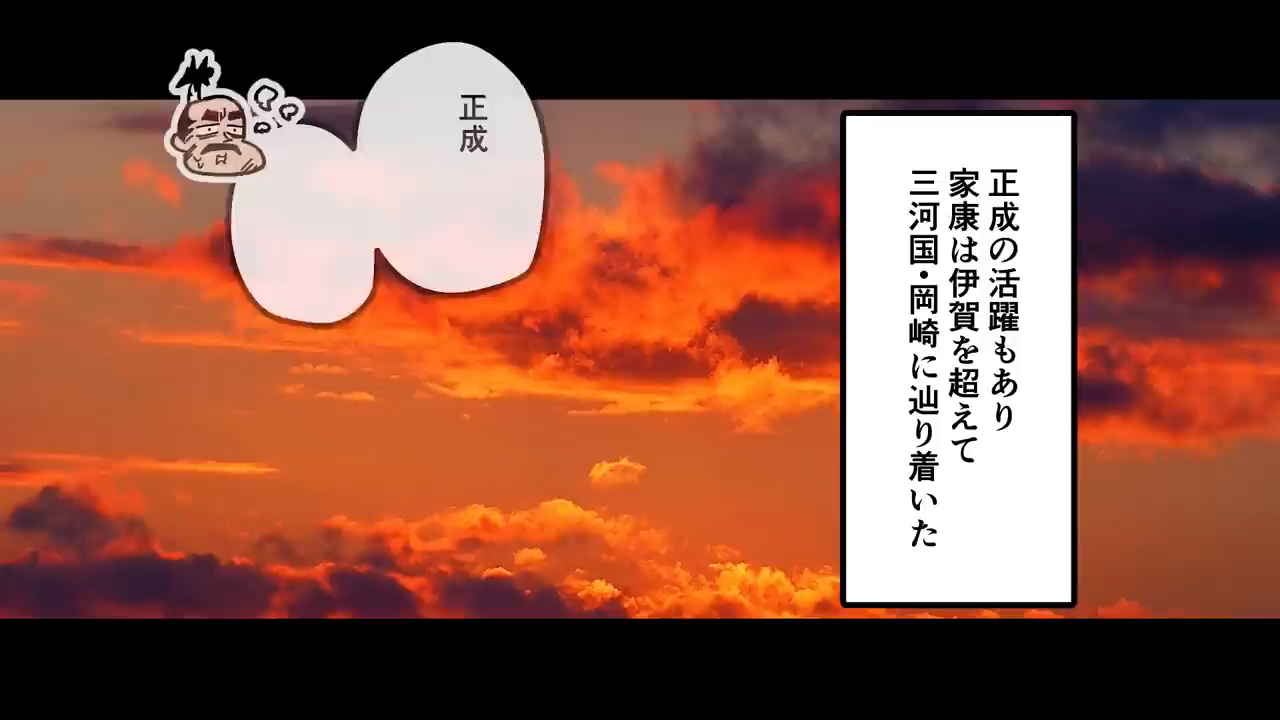 正成の活躍もあり
家康は伊賀を超えて
三河国・岡崎に辿り着いた
正成